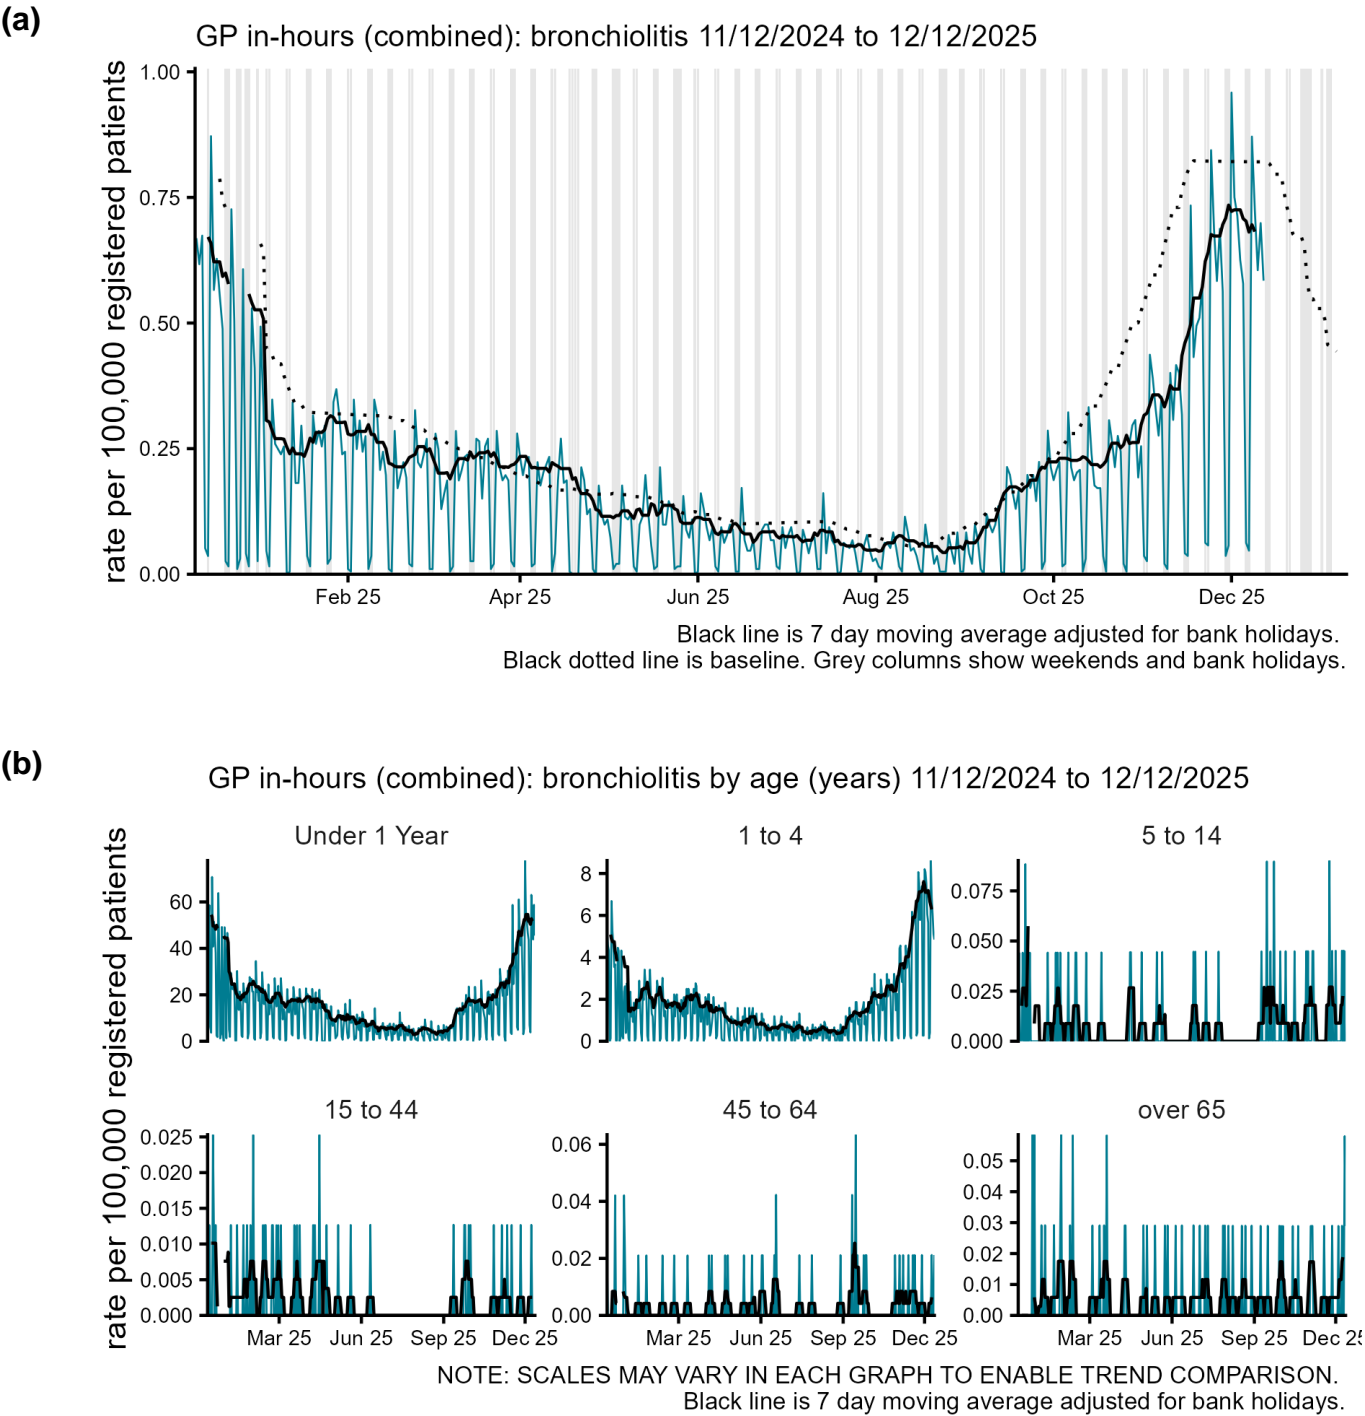 (a)
GP in-hours (combined): bronchiolitis 11/12/2024 to 12/12/2025
rate per 100,000 registered patients
1.00
0.75
0.50
0.25
0.00
Feb 25 Apr 25 Jun 25 Aug 25 Oct 25 Dec 25
Black line is 7 day moving average adjusted for bank holidays.
Black dotted line is baseline. Grey columns show weekends and bank holidays.
(b)
GP in-hours (combined): bronchiolitis by age (years) 11/12/2024 to 12/12/2025
rate per 100,000 registered patients
Under 1 Year
60
40
20
0
1 to 4
8
6
4
2
0
5 to 14
0.075
0.050
0.025
0.000
15 to 44
0.025
0.020
0.015
0.010
0.005
0.000
Mar 25 Jun 25 Sep 25 Dec 25
45 to 64
0.06
0.04
0.02
0.00
Mar 25 Jun 25 Sep 25 Dec 25
over 65
0.05
0.04
0.03
0.02
0.01
0.00
Mar 25 Jun 25 Sep 25 Dec 25
NOTE: SCALES MAY VARY IN EACH GRAPH TO ENABLE TREND COMPARISON.
Black line is 7 day moving average adjusted for bank holidays.